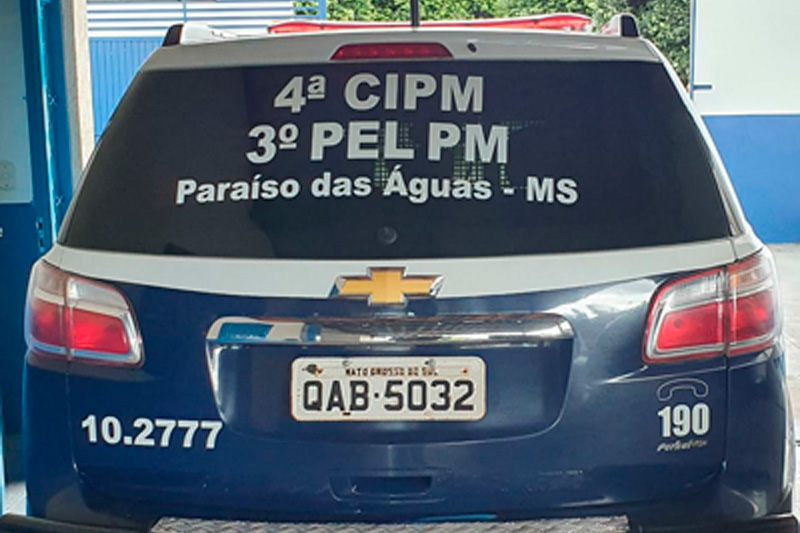 4ª CIPM
3º PEL PM
Paraíso das Águas - MS
MATO GROSSO DO SUL
QAB·5032
10.2777
190